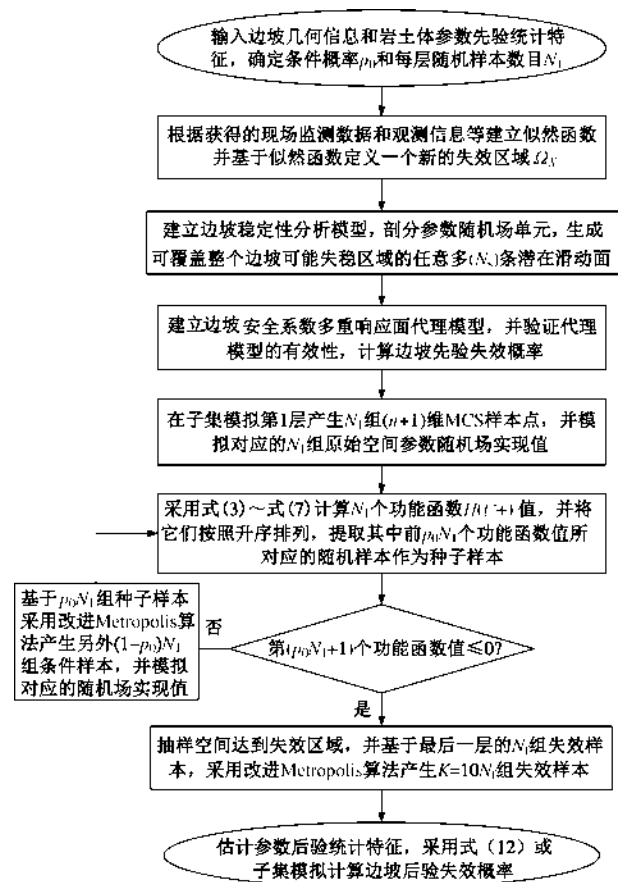 输入边坡几何信息和岩土体参数先验统计特
征，确定条件概率p₀和每层随机样本数目N₁
根据获得的现场监测数据和观测信息等建立似然函数
并基于似然函数定义一个新的失效区域Ω
建立边坡稳定性分析模型，剖分参数随机场单元，生成
可覆盖整个边坡可能失稳区域的任意多(Nₛ)条潜在滑动面
建立边坡安全系数多重响应面代理模型，并验证代理
模型的有效性，计算边坡先验失效概率
在子集模拟第1层产生N₁组(n+1)维MCS样本点，并模
拟对应的N₁组原始空间参数随机场实现值
采用式(3)～式(7)计算N₁个功能函数值，并将
它们按照升序排列，提取其中前p₀N₁个功能函数值所
对应的随机样本作为种子样本
基于p₀N₁组种子样本
采用改进Metropolis算
法产生另外(1-p₀)N₁
组条件样本，并模拟
对应的随机场实现值
否
第(p₀N₁+1)个功能函数值≤0?
是
抽样空间达到失效区域，并基于最后一层的N₁组失效样
本，采用改进Metropolis算法产生K=10N₁组失效样本
估计参数后验统计特征，采用式（12）或
子集模拟计算边坡后验失效概率